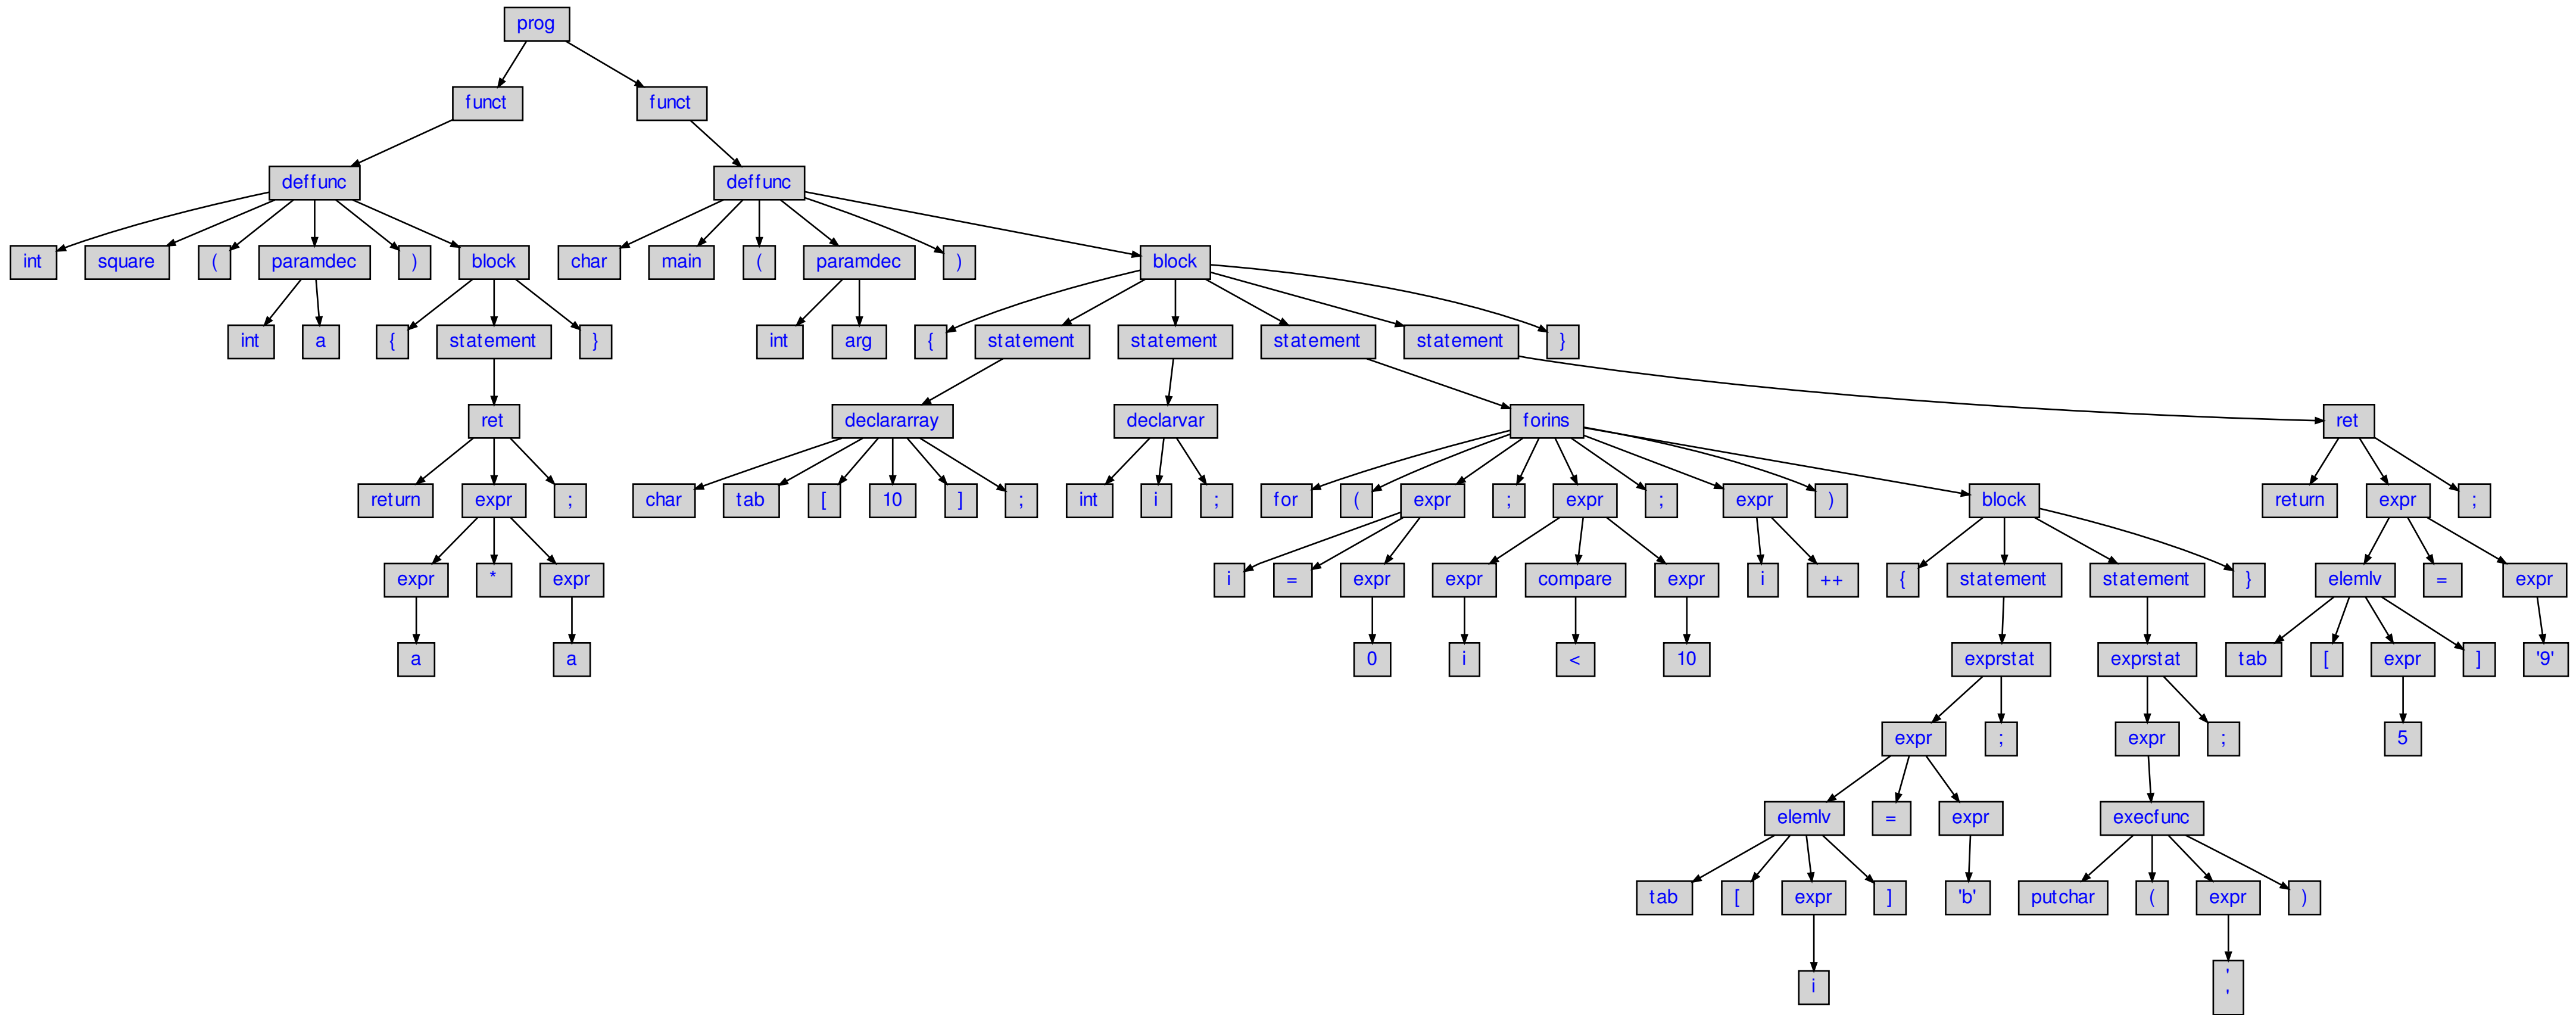 prog
funct funct
deffunc deffunc
int square ( paramdec ) block char main ( paramdec ) block
int a { statement } int arg { statement statement statement statement }
ret declararray declarvar forins ret
return expr ; char tab [ 10 ] ; int i ; for ( expr ; expr ; expr ) block return expr ;
expr * expr i = expr expr compare expr i ++ { statement statement } elemlv = expr
a a 0 i < 10 exprstat exprstat tab [ expr ] '9'
expr ; expr ; 5
elemlv = expr execfunc
tab [ expr ] 'b' putchar ( expr )
i '
'